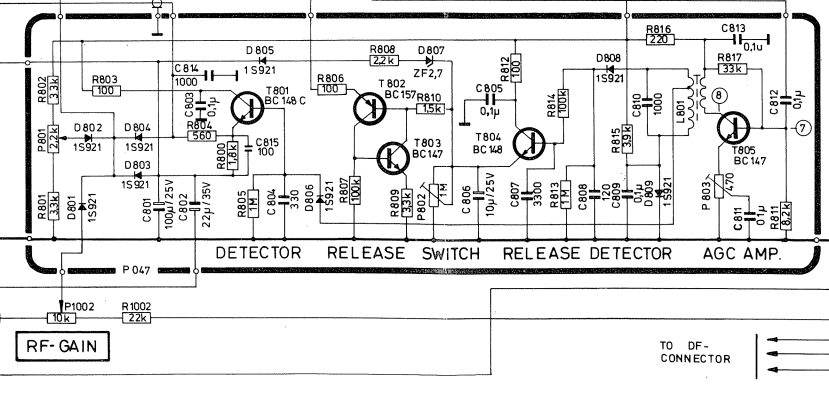 R802 3,3k
R803 100
C814 1000
D805 1S921
R808 2,2k
D807 ZF2,7
R812 100
D808 1S921
R816 220
C813 0,1u
R817 33k
C803 0,1µ
T801 BC 148 C
R806 100
T802 BC157
R810 1,5k
C805 0,1µ
R814 100k
C810 1000
L801
8
C812 0,1µ
P801 2,2k
D802 1S921
D804 1S921
R804 560
R800 1,8k
C815 100
T803 BC147
T804 BC148
R815 3,9k
T805 BC147
7
D803 1S921
R801 3,3k
D801 1S921
C801 100µ/25V
C802 22µ/35V
R805 1M
C804 330
D806 1S921
R807 100k
R809 3,3k
P802 1M
C806 10µ/25V
C807 3300
R813 1M
C808 120
C809 0,1µ
D809 1S921
P803 470
C811 0,1µ
R811 8,2k
DETECTOR RELEASE SWITCH RELEASE DETECTOR AGC AMP.
P047
P1002 10k
R1002 22k
RF-GAIN
TO DF-
CONNECTOR